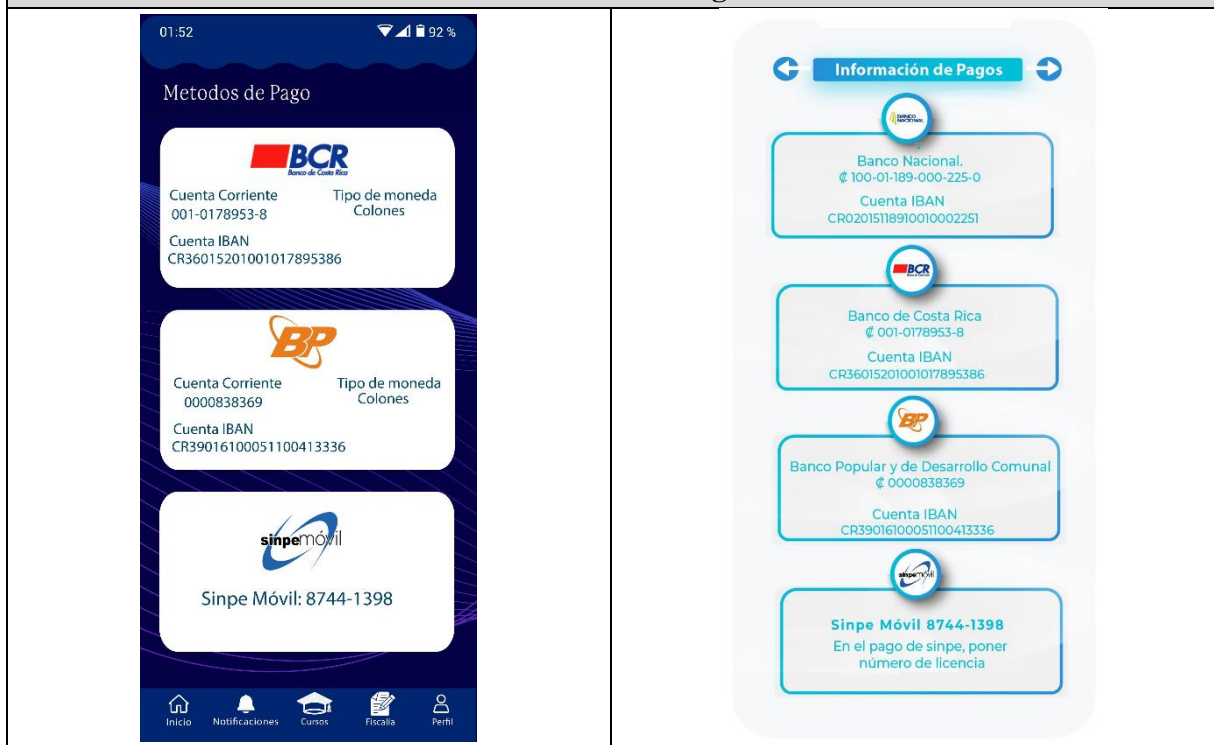 01:52
92 %
Metodos de Pago
BCR
Banco de Costa Rica
Cuenta Corriente
Tipo de moneda
001-0178953-8
Colones
Cuenta IBAN
CR36015201001017895386
BP
Cuenta Corriente
Tipo de moneda
0000838369
Colones
Cuenta IBAN
CR39016100051100413336
sinpemóvil
Sinpe Móvil: 8744-1398
Inicio
Notificaciones
Cursos
Fiscalía
Perfil
Información de Pagos
BANCO
NACIONAL
Banco Nacional.
₡ 100-01-189-000-225-0
Cuenta IBAN
CR02015118910010002251
BCR
Banco de Costa Rica
₡ 001-0178953-8
Cuenta IBAN
CR36015201001017895386
BP
Banco Popular y de Desarrollo Comunal
₡ 0000838369
Cuenta IBAN
CR39016100051100413336
sinpemóvil
Sinpe Móvil 8744-1398
En el pago de sinpe, poner
número de licencia